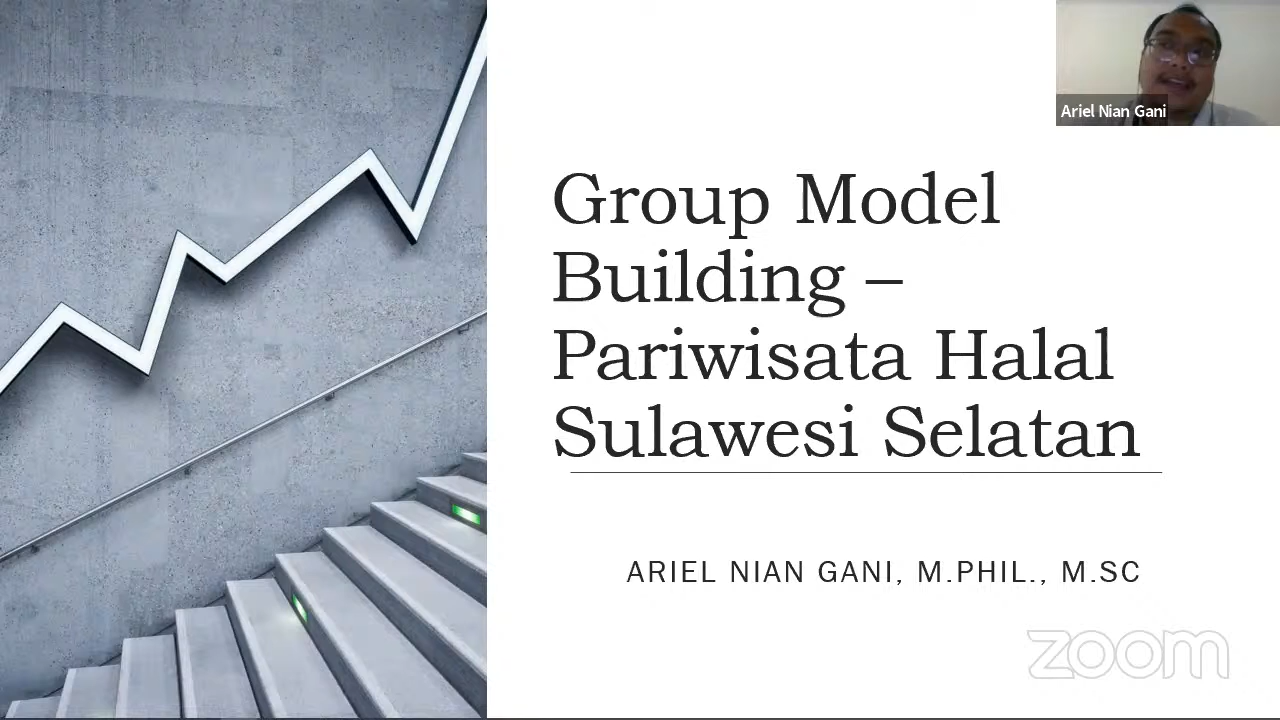 Ariel Nian Gani
Group Model
Building –
Pariwisata Halal
Sulawesi Selatan
ARIEL NIAN GANI, M.PHIL., M.SC
zoom